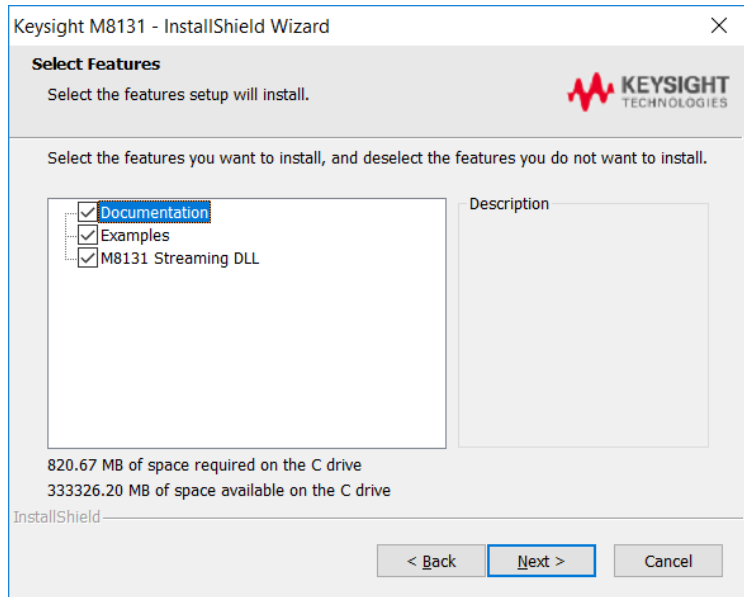 Keysight M8131 - InstallShield Wizard
Select Features
Select the features setup will install.
KEYSIGHT
TECHNOLOGIES
Select the features you want to install, and deselect the features you do not want to install.
Documentation
Examples
M8131 Streaming DLL
Description
820.67 MB of space required on the C drive
333326.20 MB of space available on the C drive
InstallShield
< Back Next > Cancel